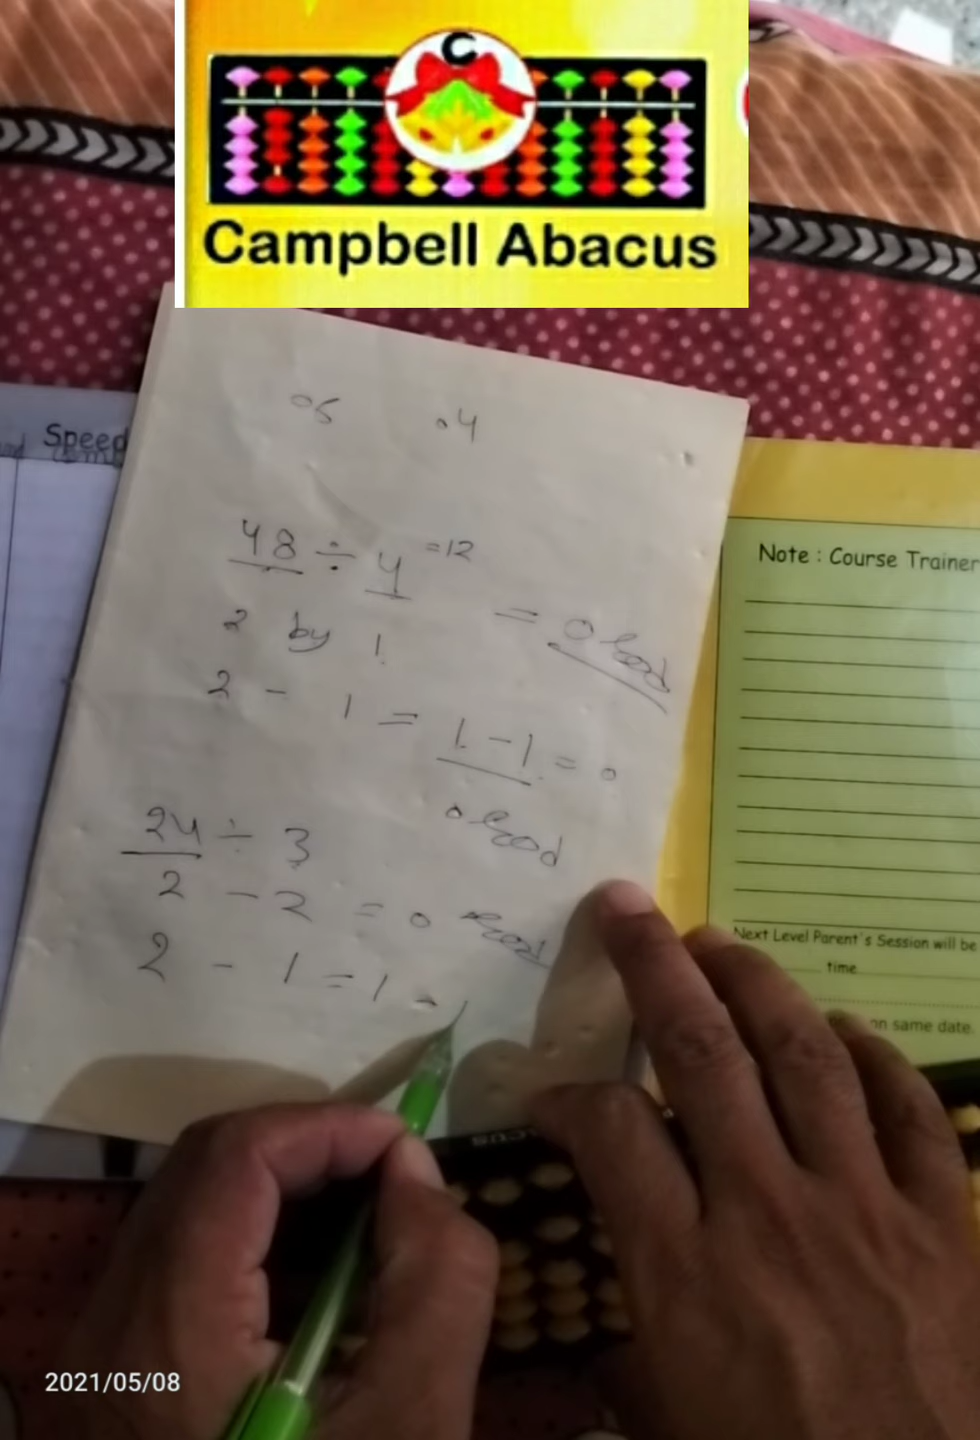 C
Campbell Abacus
Speed
05 .4
48 ÷ 4 =12
2 by 1
= 0 Rod
2 - 1 = 1 - 1 = 0
0 Rod
24 ÷ 3
2 - 2 = 0 Rod
2 - 1 = 1 -
Note : Course Trainer
Next Level Parent's Session will be
time
on same date.
2021/05/08